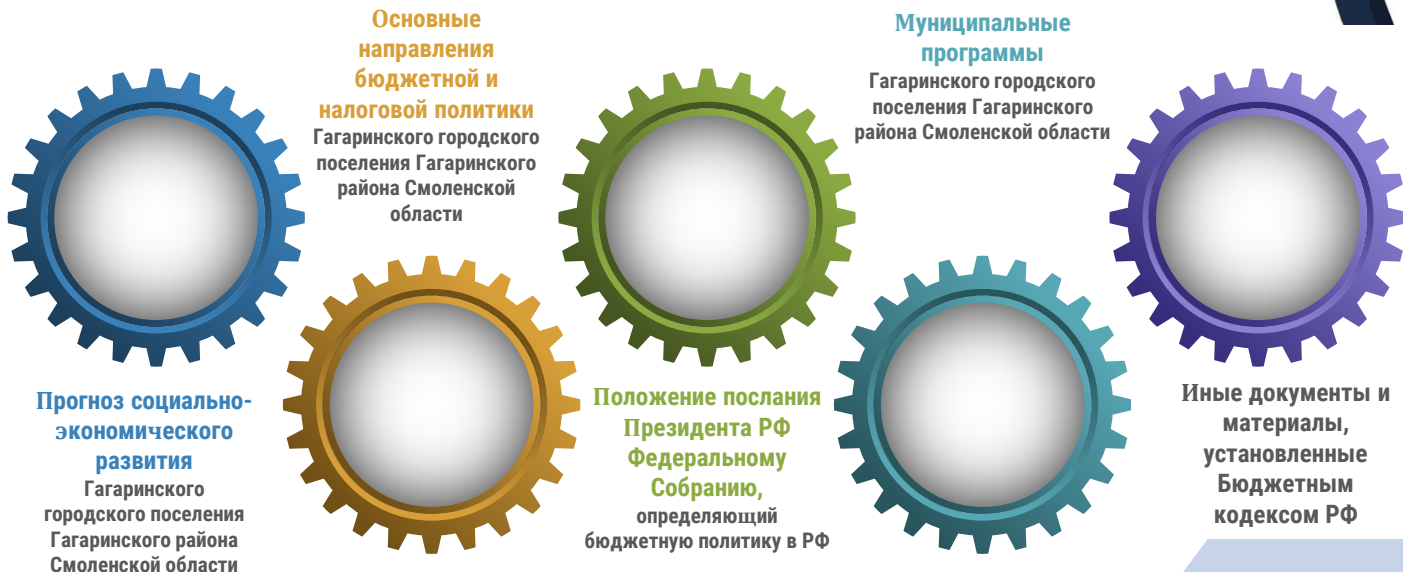 Прогноз социально-
экономического
развития
Гагаринского
городского поселения
Гагаринского района
Смоленской области
Основные
направления
бюджетной и
налоговой политики
Гагаринского городского
поселения Гагаринского
района Смоленской
области
Положение послания
Президента РФ
Федеральному
Собранию,
определяющий
бюджетную политику в РФ
Муниципальные
программы
Гагаринского городского
поселения Гагаринского
района Смоленской области
Иные документы и
материалы,
установленные
Бюджетным
кодексом РФ